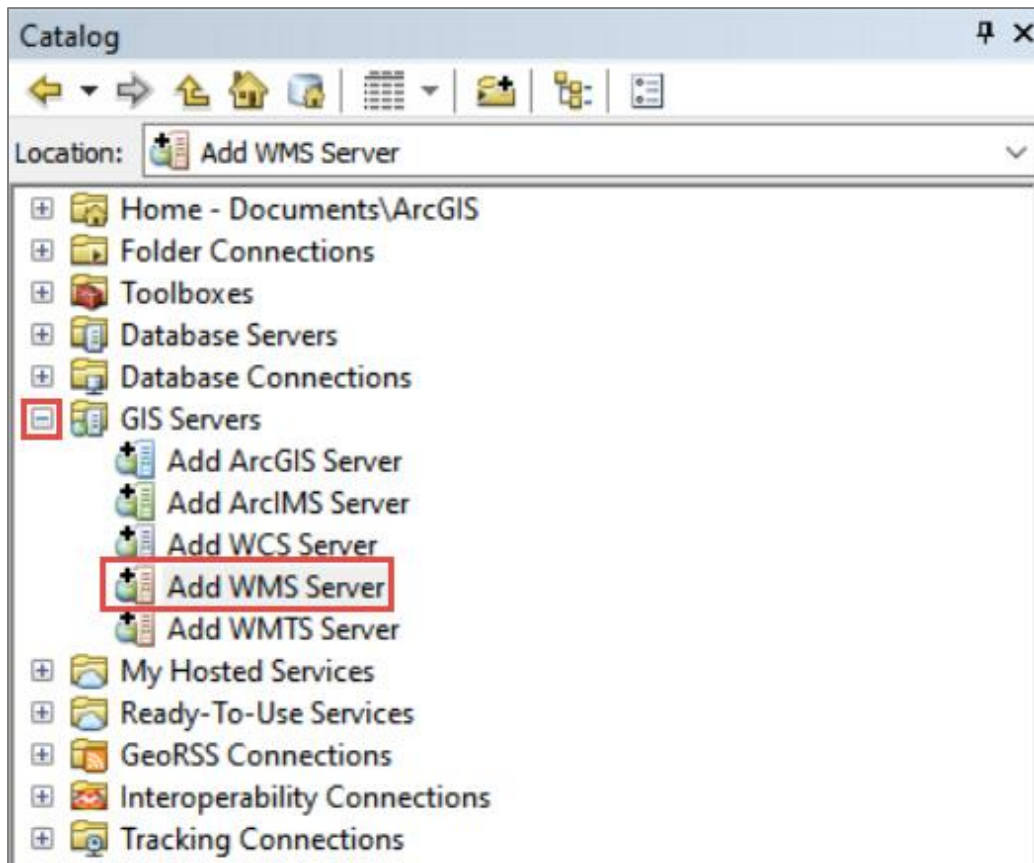 Catalog
Location: Add WMS Server
Home - Documents\ArcGIS
Folder Connections
Toolboxes
Database Servers
Database Connections
GIS Servers
Add ArcGIS Server
Add ArcIMS Server
Add WCS Server
Add WMS Server
Add WMTS Server
My Hosted Services
Ready-To-Use Services
GeoRSS Connections
Interoperability Connections
Tracking Connections